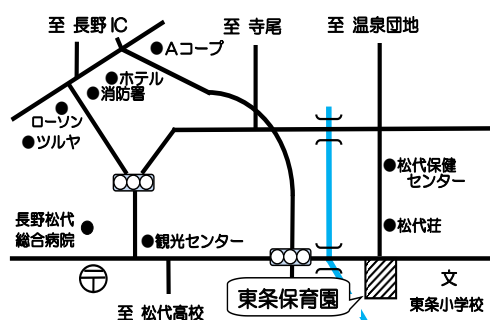 至 長野IC
至 寺尾
至 温泉団地
Aコープ
ホテル
消防署
ローソン
ツルヤ
松代保健
センター
長野松代
総合病院
観光センター
松代荘
東条保育園
文
東条小学校
至 松代高校